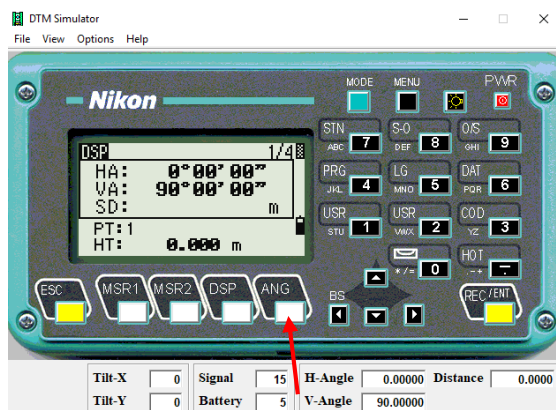 DTM Simulator
File View Options Help
MODE MENU PWR
Nikon
STN ABC 7 S-O DEF 8 O/S GHI 9
DSP 1/4
HA: 0°00'00"
VA: 90°00'00"
SD: m
PT:1
HT: 0.000 m
PRG JKL 4 LG MNO 5 DAT PQR 6
USR STU 1 USR VWX 2 COD YZ 3
*/= 0 HOT .-+
ESC MSR1 MSR2 DSP ANG BS REC/ENT
Tilt-X 0 Signal 15 H-Angle 0.00000 Distance 0.0000
Tilt-Y 0 Battery 5 V-Angle 90.00000